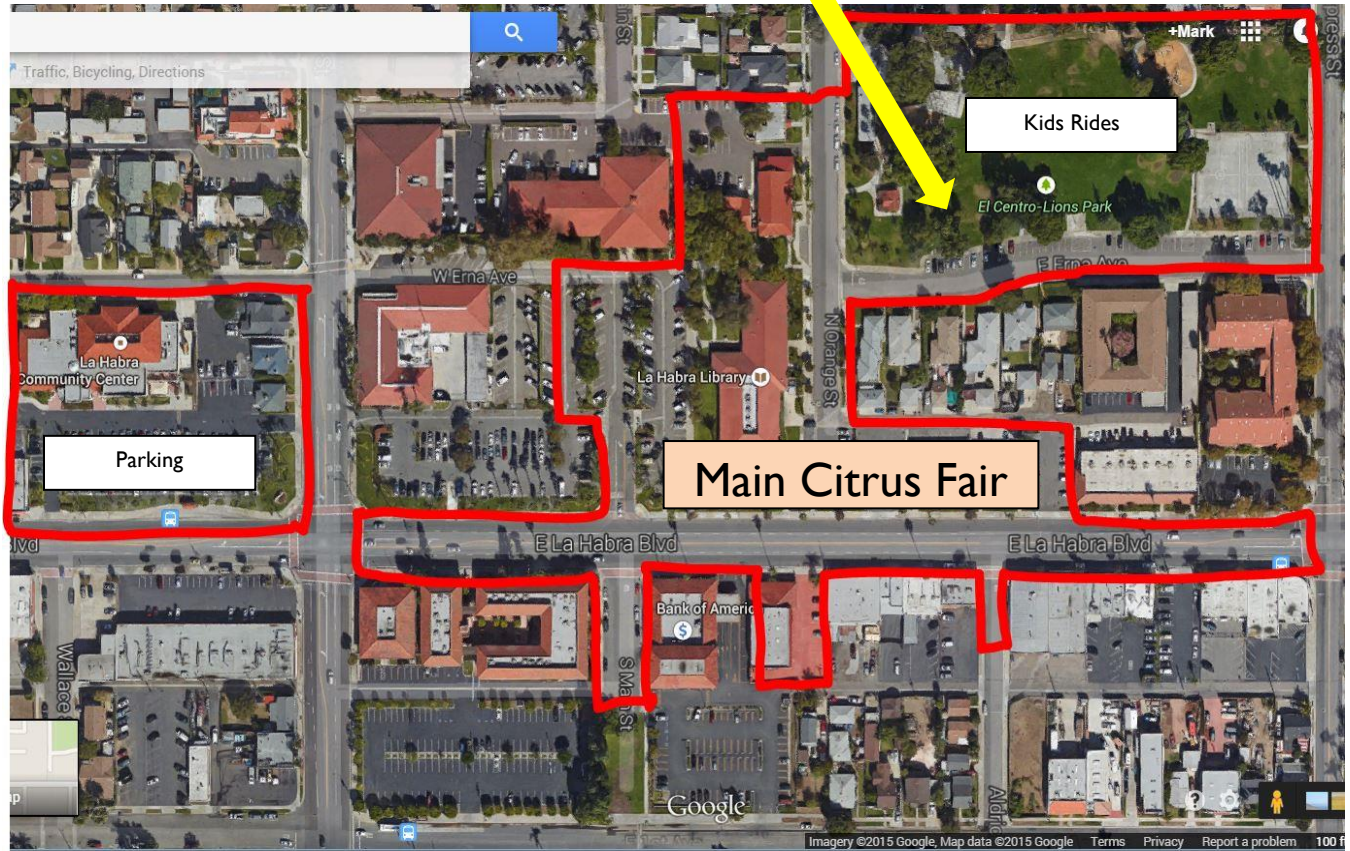 +Mark
Traffic, Bicycling, Directions
Kids Rides
El Centro-Lions Park
W Erna Ave
E Erna Ave
N Orange St
La Habra
Community Center
La Habra Library
Parking
Main Citrus Fair
E La Habra Blvd
E La Habra Blvd
Bank of Americ
S Main St
Wallace
Google
Imagery ©2015 Google, Map data ©2015 Google Terms Privacy Report a problem 100 f